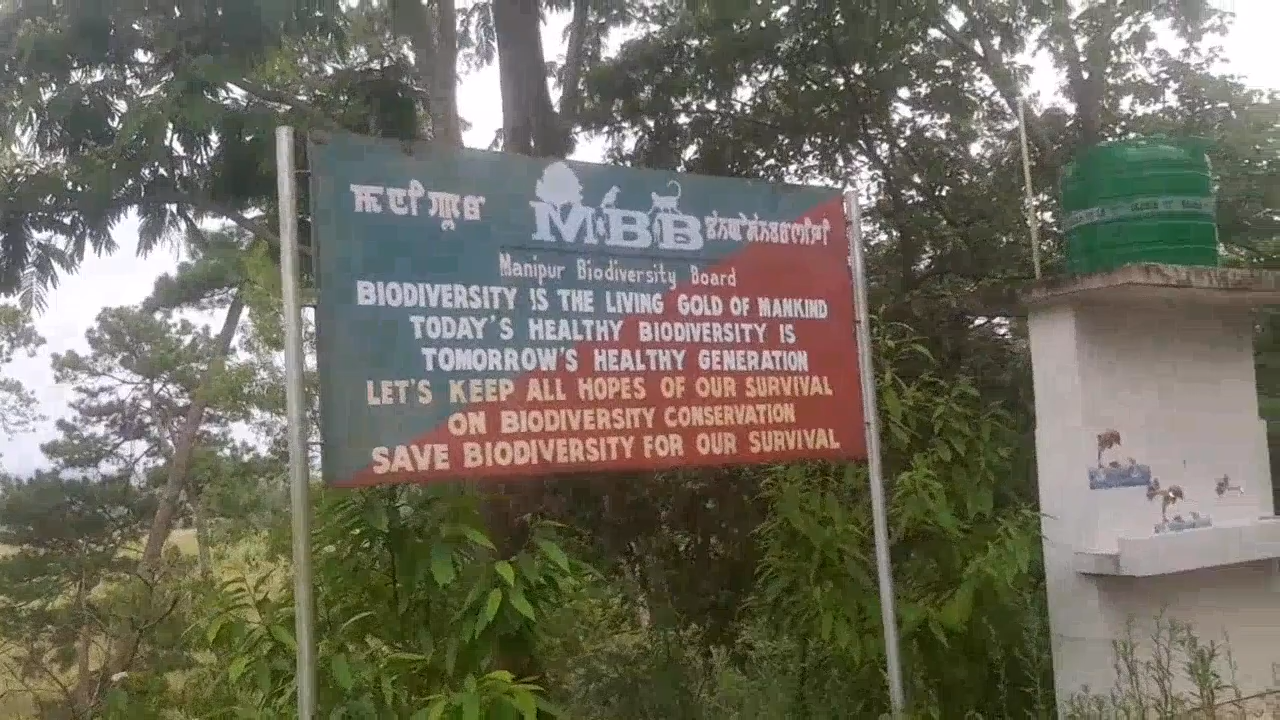 MBB
Manipur Biodiversity Board
BIODIVERSITY IS THE LIVING GOLD OF MANKIND
TODAY'S HEALTHY BIODIVERSITY IS
TOMORROW'S HEALTHY GENERATION
LET'S KEEP ALL HOPES OF OUR SURVIVAL
ON BIODIVERSITY CONSERVATION
SAVE BIODIVERSITY FOR OUR SURVIVAL